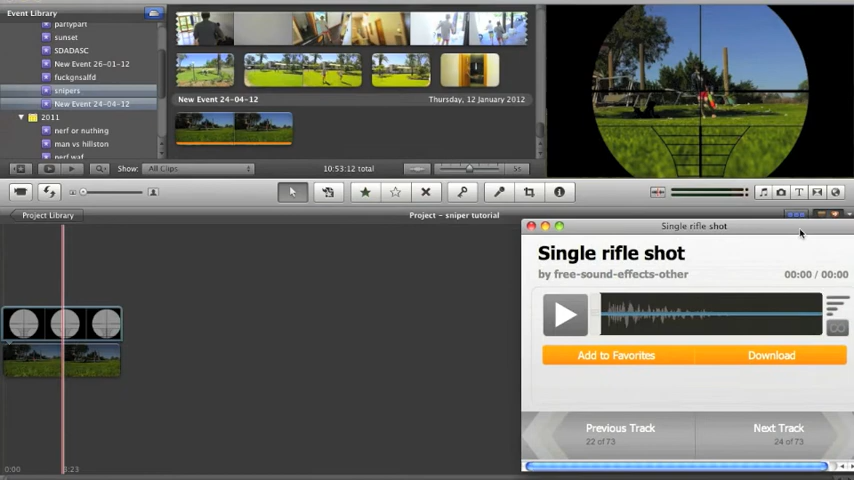 Event Library
partypart
sunset
SDADASC
New Event 26-01-12
fuckgnsalfd
snipers
New Event 24-04-12
2011
nerf or nuthing
man vs hillston
nerf waf
New Event 24-04-12
Thursday, 12 January 2012
Show: All Clips
10:53:12 total
5s
Project Library
Project - sniper tutorial
Single rifle shot
Single rifle shot
by free-sound-effects-other
00:00 / 00:00
Add to Favorites
Download
Previous Track
22 of 73
Next Track
24 of 73
0:00
3:23